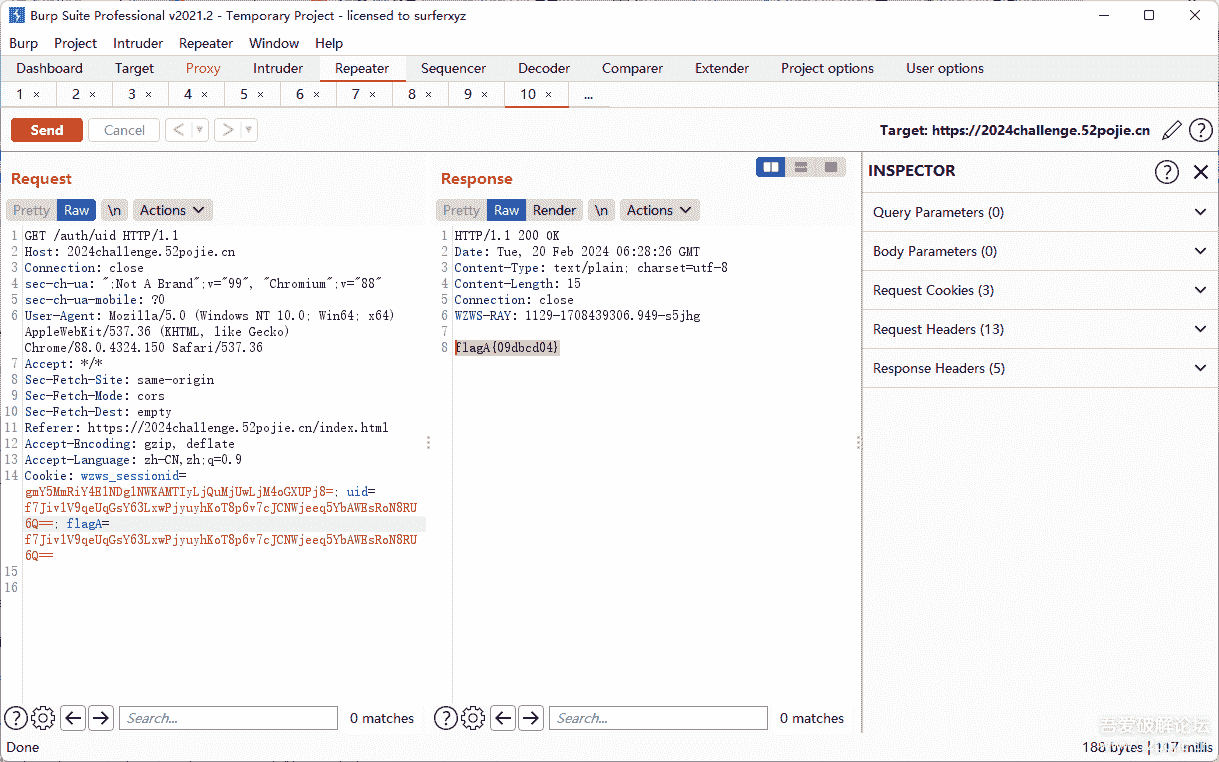 Burp Suite Professional v2021.2 - Temporary Project - licensed to surferxyz
Burp Project Intruder Repeater Window Help
Dashboard Target Proxy Intruder Repeater Sequencer Decoder Comparer Extender Project options User options
1 × 2 × 3 × 4 × 5 × 6 × 7 × 8 × 9 × 10 × ...
Send Cancel < > Target: https://2024challenge.52pojie.cn
Request
Pretty Raw \n Actions
1 GET /auth/uid HTTP/1.1
2 Host: 2024challenge.52pojie.cn
3 Connection: close
4 sec-ch-ua: ";Not A Brand";v="99", "Chromium";v="88"
5 sec-ch-ua-mobile: ?0
6 User-Agent: Mozilla/5.0 (Windows NT 10.0; Win64; x64)
AppleWebKit/537.36 (KHTML, like Gecko)
Chrome/88.0.4324.150 Safari/537.36
7 Accept: */*
8 Sec-Fetch-Site: same-origin
9 Sec-Fetch-Mode: cors
10 Sec-Fetch-Dest: empty
11 Referer: https://2024challenge.52pojie.cn/index.html
12 Accept-Encoding: gzip, deflate
13 Accept-Language: zh-CN,zh;q=0.9
14 Cookie: wzws_sessionid=
gmY5MmRiY4E1NDg1NWKAMTIyLjQuMjUwLjM4oGXUPj8=; uid=
f7Jiv1V9qeUqGsY63LxwPjyuyhKoT8p6v7cJCNWjeeq5YbAWEsRoN8RU
6Q==; flagA=
f7Jiv1V9qeUqGsY63LxwPjyuyhKoT8p6v7cJCNWjeeq5YbAWEsRoN8RU
6Q==
15
16
Search... 0 matches
Response
Pretty Raw Render \n Actions
1 HTTP/1.1 200 OK
2 Date: Tue, 20 Feb 2024 06:28:26 GMT
3 Content-Type: text/plain; charset=utf-8
4 Content-Length: 15
5 Connection: close
6 WZWS-RAY: 1129-1708439306.949-s5jhg
7
8 flagA{09dbcd04}
Search... 0 matches
INSPECTOR
Query Parameters (0)
Body Parameters (0)
Request Cookies (3)
Request Headers (13)
Response Headers (5)
吾爱破解论坛
Done
188 bytes | 117 millis